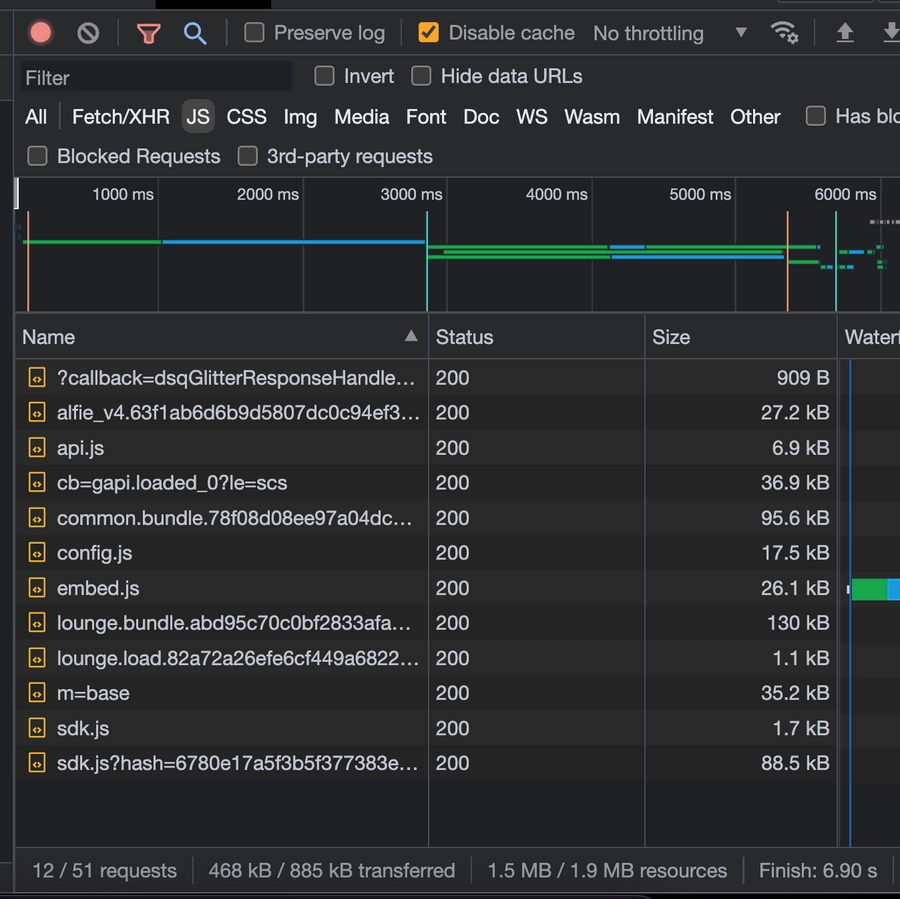 Preserve log Disable cache No throttling
Filter Invert Hide data URLs
All Fetch/XHR JS CSS Img Media Font Doc WS Wasm Manifest Other Has blo
Blocked Requests 3rd-party requests
1000 ms 2000 ms 3000 ms 4000 ms 5000 ms 6000 ms
Name Status Size Waterf
?callback=dsqGlitterResponseHandle... 200 909 B
alfie_v4.63f1ab6d6b9d5807dc0c94ef3... 200 27.2 kB
api.js 200 6.9 kB
cb=gapi.loaded_0?le=scs 200 36.9 kB
common.bundle.78f08d08ee97a04dc... 200 95.6 kB
config.js 200 17.5 kB
embed.js 200 26.1 kB
lounge.bundle.abd95c70c0bf2833afa... 200 130 kB
lounge.load.82a72a26efe6cf449a6822... 200 1.1 kB
m=base 200 35.2 kB
sdk.js 200 1.7 kB
sdk.js?hash=6780e17a5f3b5f377383e... 200 88.5 kB
12 / 51 requests 468 kB / 885 kB transferred 1.5 MB / 1.9 MB resources Finish: 6.90 s